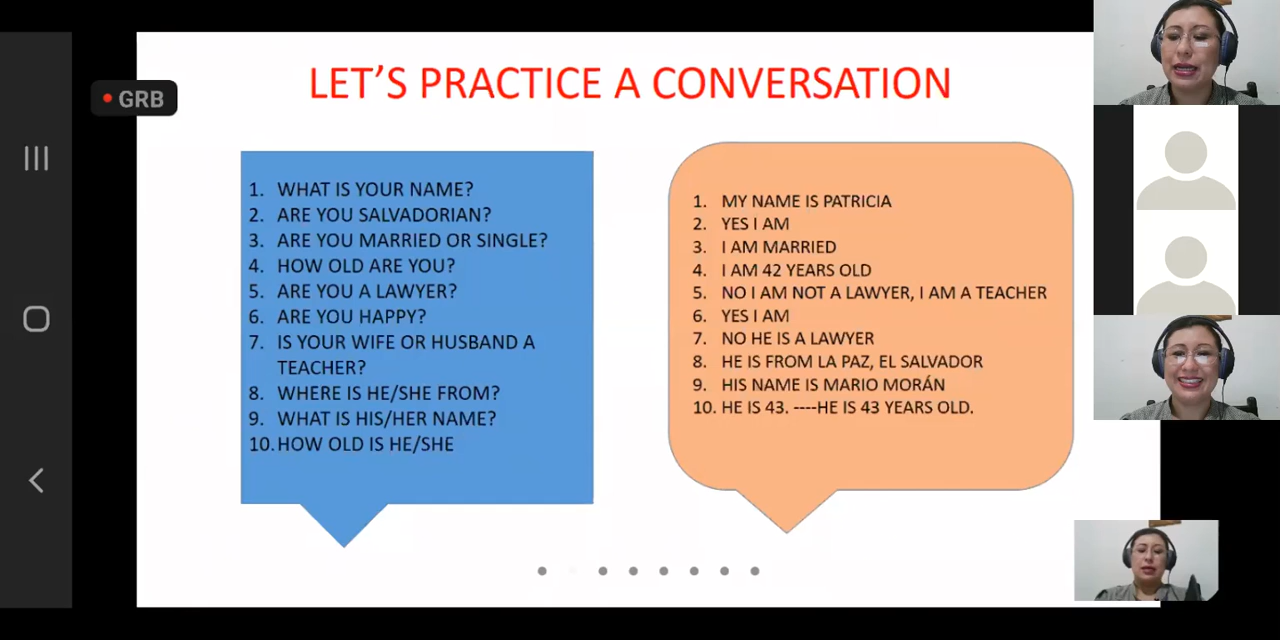 LET'S PRACTICE A CONVERSATION
GRB
1. WHAT IS YOUR NAME?
2. ARE YOU SALVADORIAN?
3. ARE YOU MARRIED OR SINGLE?
4. HOW OLD ARE YOU?
5. ARE YOU A LAWYER?
6. ARE YOU HAPPY?
7. IS YOUR WIFE OR HUSBAND A
TEACHER?
8. WHERE IS HE/SHE FROM?
9. WHAT IS HIS/HER NAME?
10. HOW OLD IS HE/SHE
1. MY NAME IS PATRICIA
2. YES I AM
3. I AM MARRIED
4. I AM 42 YEARS OLD
5. NO I AM NOT A LAWYER, I AM A TEACHER
6. YES I AM
7. NO HE IS A LAWYER
8. HE IS FROM LA PAZ, EL SALVADOR
9. HIS NAME IS MARIO MORÁN
10. HE IS 43. ----HE IS 43 YEARS OLD.